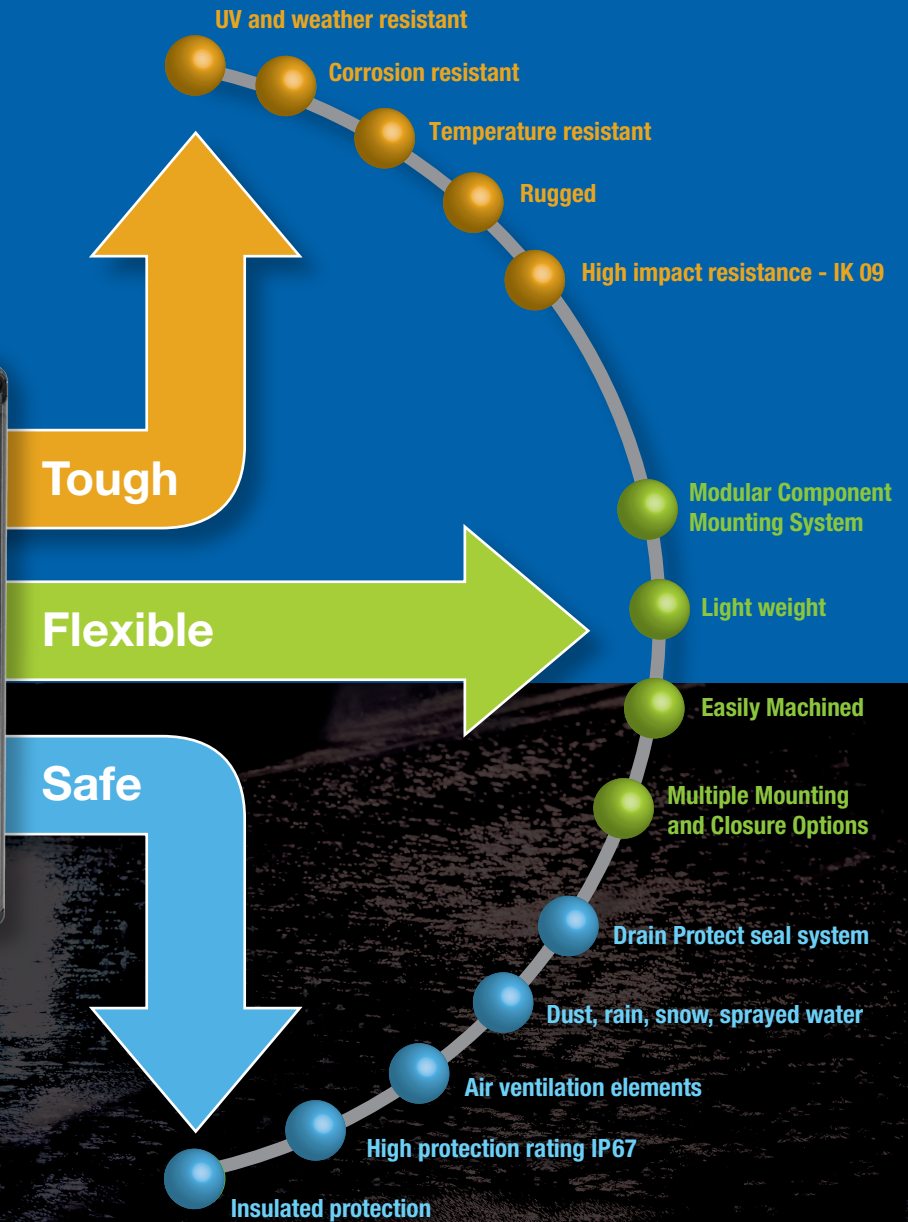 UV and weather resistant
Corrosion resistant
Temperature resistant
Rugged
High impact resistance - IK 09
Tough
Modular Component
Mounting System
Light weight
Flexible
Easily Machined
Safe
Multiple Mounting
and Closure Options
Drain Protect seal system
Dust, rain, snow, sprayed water
Air ventilation elements
High protection rating IP67
Insulated protection